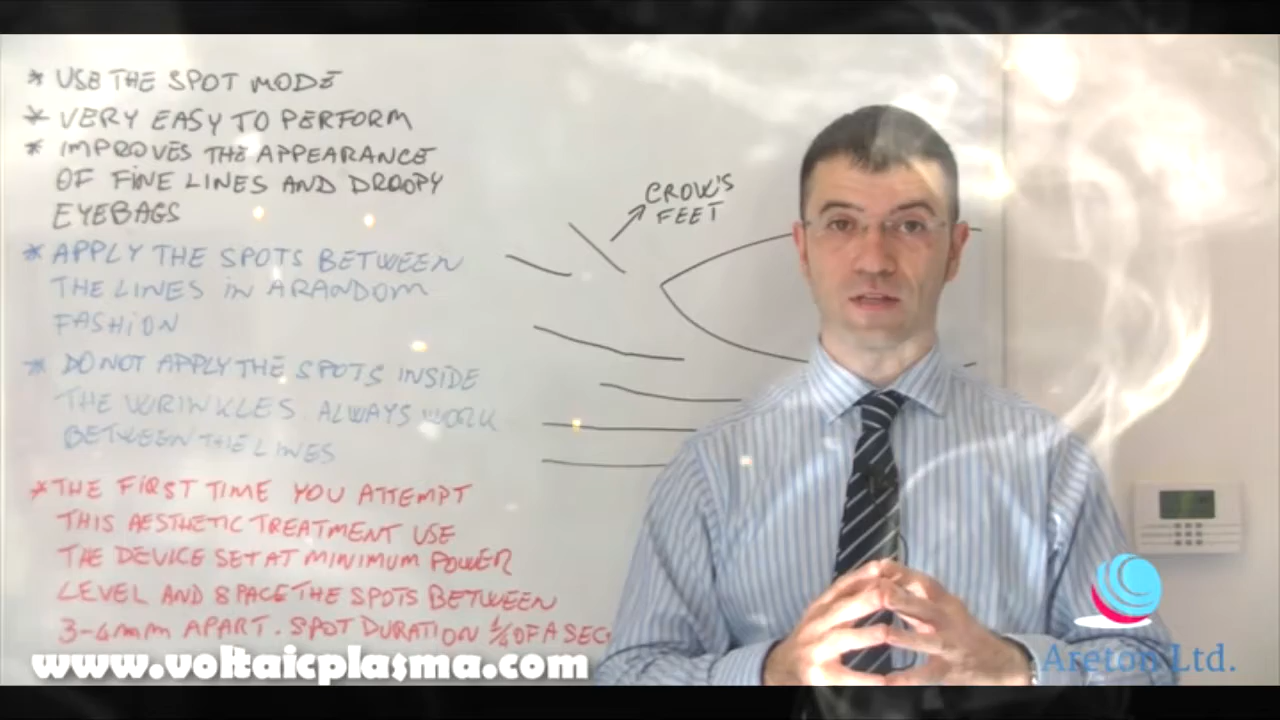 * USE THE SPOT MODE
* VERY EASY TO PERFORM
* IMPROVES THE APPEARANCE
OF FINE LINES AND DROOPY
EYEBAGS
* APPLY THE SPOTS BETWEEN
THE LINES IN A RANDOM
FASHION
* DO NOT APPLY THE SPOTS INSIDE
THE WRINKLES. ALWAYS WORK
BETWEEN THE LINES
* THE FIRST TIME YOU ATTEMPT
THIS AESTHETIC TREATMENT USE
THE DEVICE SET AT MINIMUM POWER
LEVEL AND SPACE THE SPOTS BETWEEN
APART. SPOT DURATION OF A SEC
CROW'S
FEET
www.voltaicplasma.com
Areton Ltd.